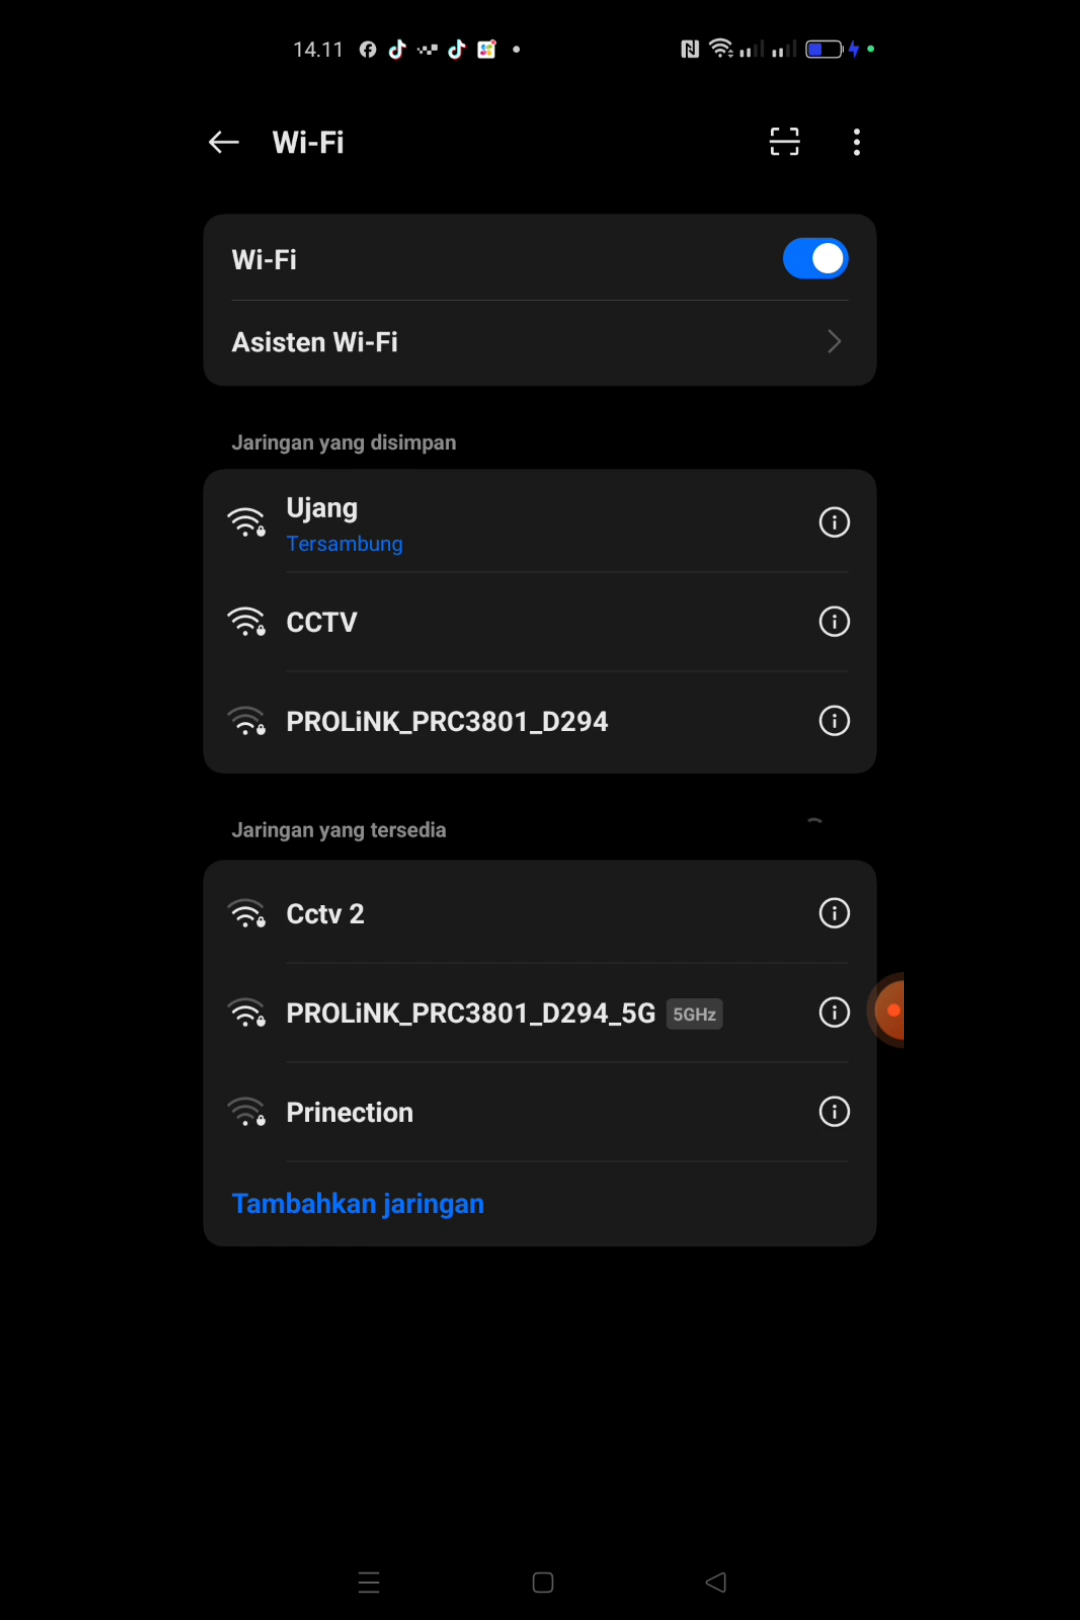 14.11
Wi-Fi
Wi-Fi
Asisten Wi-Fi
Jaringan yang disimpan
Ujang
Tersambung
CCTV
PROLiNK_PRC3801_D294
Jaringan yang tersedia
Cctv 2
PROLiNK_PRC3801_D294_5G 5GHz
Prinection
Tambahkan jaringan